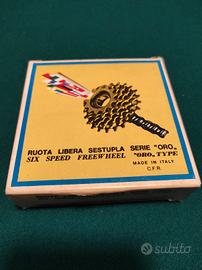 RUOTA LIBERA SESTUPLA SERIE "ORO„
SIX SPEED FREEWHEEL "ORO„ TYPE
MADE IN ITALY
C.F.R.
subito